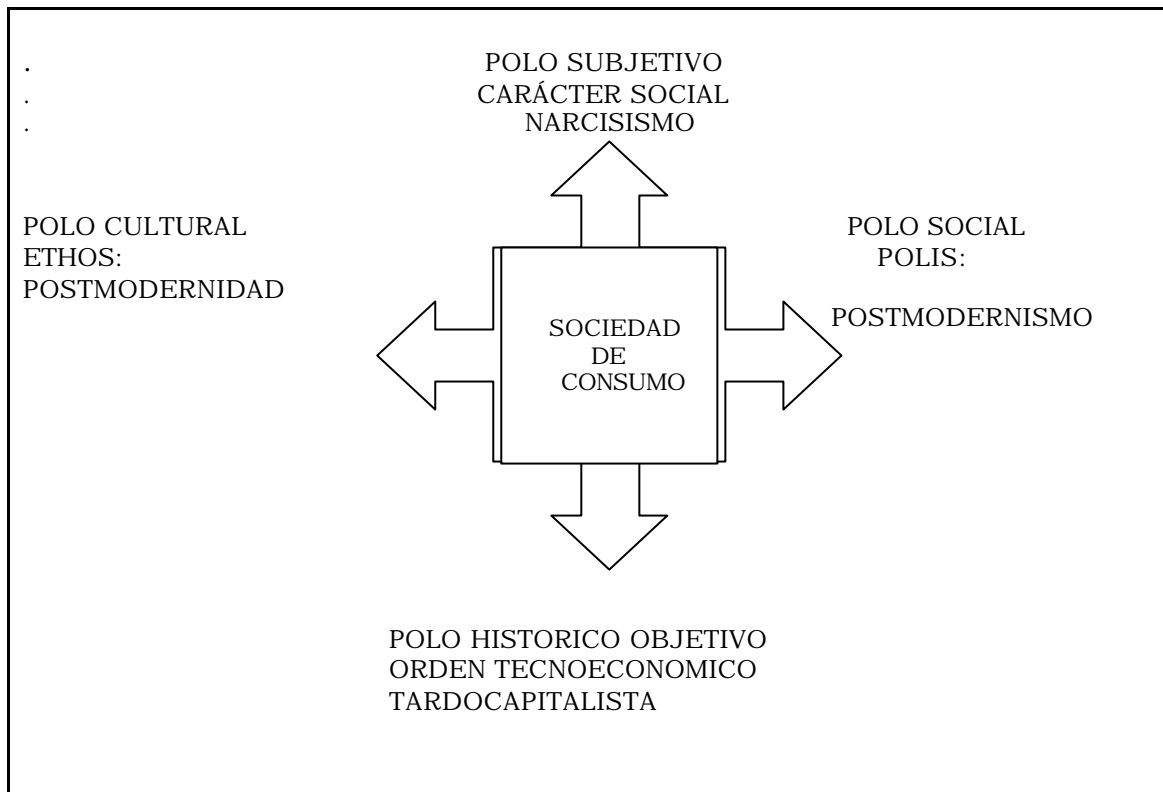 .
.
.
POLO SUBJETIVO
CARÁCTER SOCIAL
NARCISISMO
POLO CULTURAL
ETHOS:
POSTMODERNIDAD
POLO SOCIAL
POLIS:
POSTMODERNISMO
SOCIEDAD
DE
CONSUMO
POLO HISTORICO OBJETIVO
ORDEN TECNOECONOMICO
TARDOCAPITALISTA